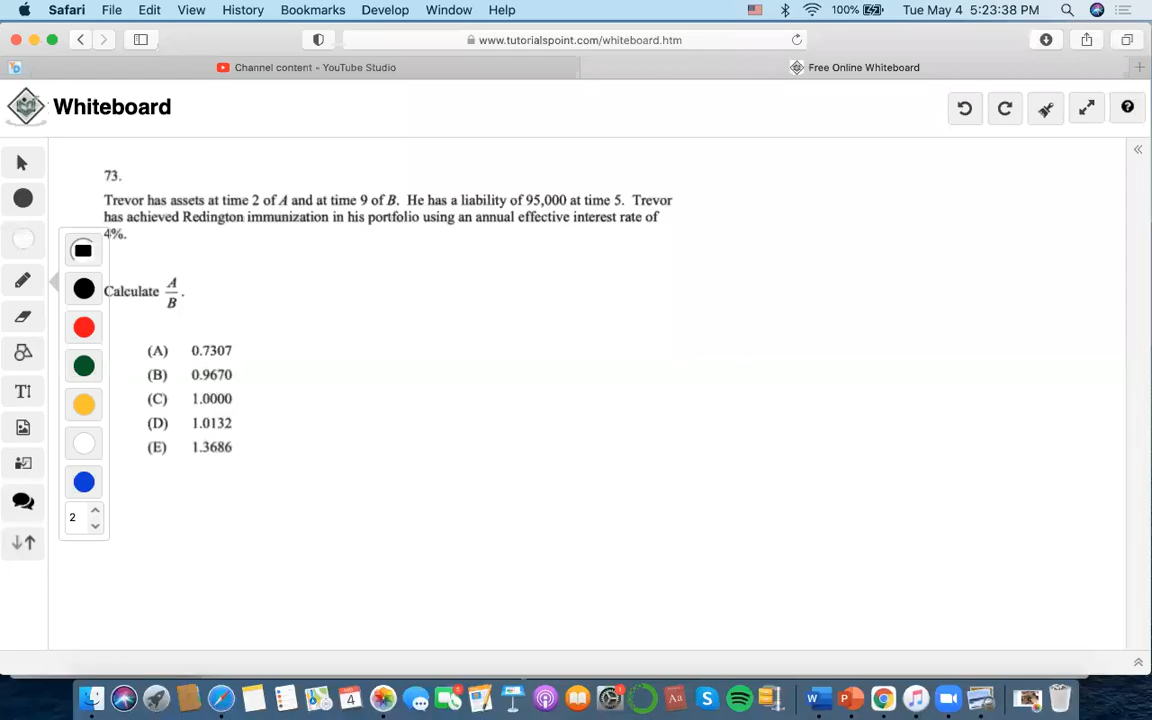 Safari File Edit View History Bookmarks Develop Window Help 100% Tue May 4 5:23:38 PM
www.tutorialspoint.com/whiteboard.htm
Channel content - YouTube Studio Free Online Whiteboard
Whiteboard
73.
Trevor has assets at time 2 of A and at time 9 of B. He has a liability of 95,000 at time 5. Trevor
has achieved Redington immunization in his portfolio using an annual effective interest rate of
4%.
Calculate A/B.
(A) 0.7307
(B) 0.9670
(C) 1.0000
(D) 1.0132
(E) 1.3686
2